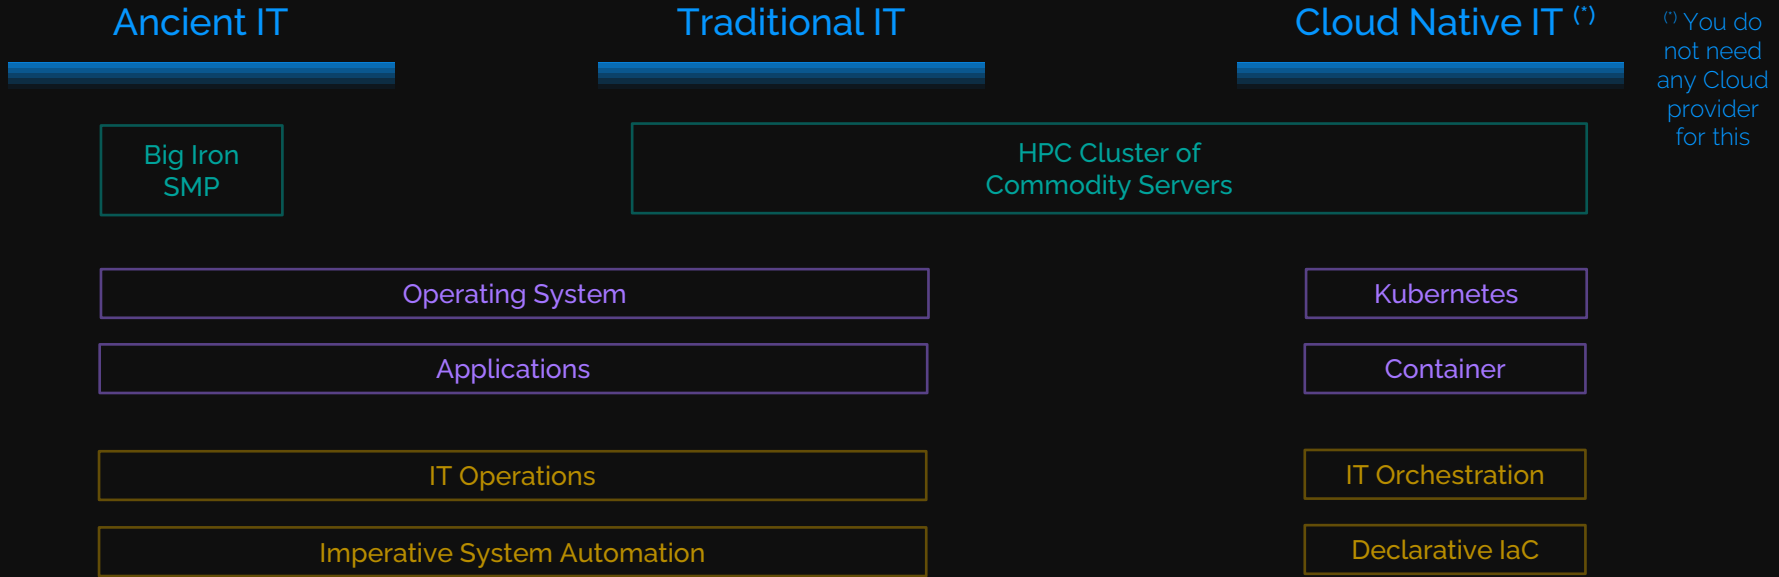 Ancient IT
Traditional IT
Cloud Native IT (*)
(*) You do
not need
any Cloud
provider
for this
Big Iron
SMP
HPC Cluster of
Commodity Servers
Operating System
Kubernetes
Applications
Container
IT Operations
IT Orchestration
Imperative System Automation
Declarative IaC